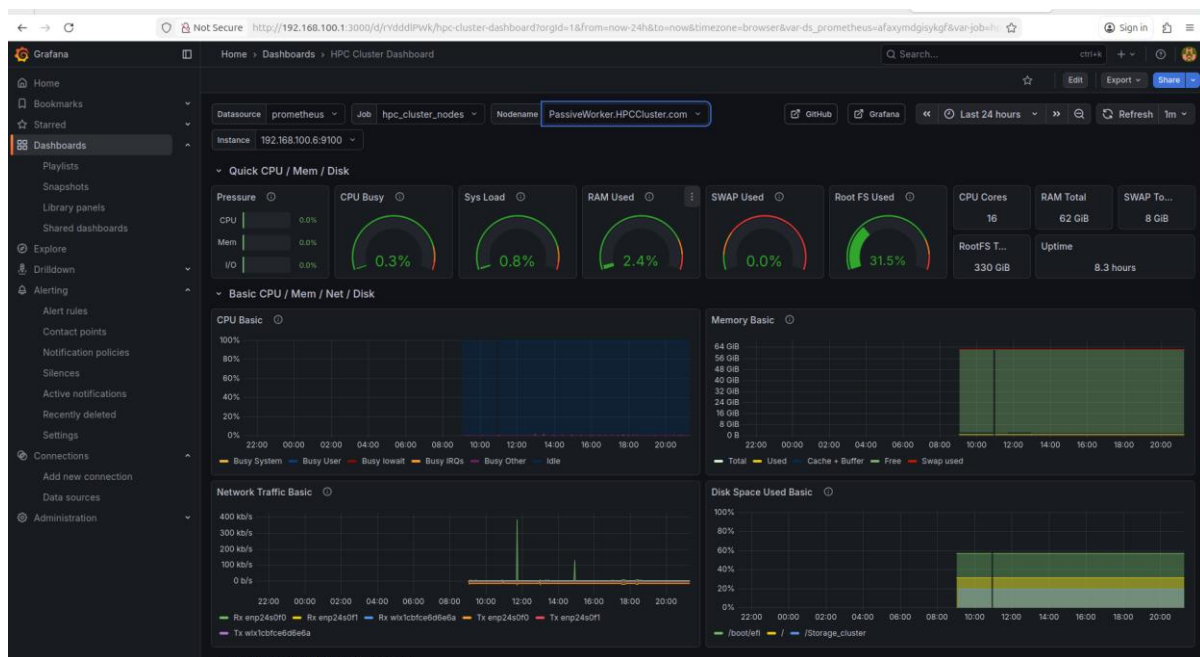 Not Secure http://192.168.100.1:3000/d/rYdddlPWk/hpc-cluster-dashboard?orgId=1&from=now-24h&to=now&timezone=browser&var-ds_prometheus=afaxymdgisykgf&var-job=h
Sign in
Grafana
Home › Dashboards › HPC Cluster Dashboard
Search...
ctrl+k
Edit
Export
Share
Home
Bookmarks
Starred
Dashboards
Playlists
Snapshots
Library panels
Shared dashboards
Explore
Drilldown
Alerting
Alert rules
Contact points
Notification policies
Silences
Active notifications
Recently deleted
Settings
Connections
Add new connection
Data sources
Administration
Datasource prometheus Job hpc_cluster_nodes Nodename PassiveWorker.HPCCluster.com
GitHub Grafana Last 24 hours Refresh 1m
Instance 192.168.100.6:9100
Quick CPU / Mem / Disk
Pressure
CPU 0.0%
Mem 0.0%
I/O 0.0%
CPU Busy
0.3%
Sys Load
0.8%
RAM Used
2.4%
SWAP Used
0.0%
Root FS Used
31.5%
CPU Cores
16
RAM Total
62 GiB
SWAP To...
8 GiB
RootFS T...
330 GiB
Uptime
8.3 hours
Basic CPU / Mem / Net / Disk
CPU Basic
100%
80%
60%
40%
20%
0%
22:00 00:00 02:00 04:00 06:00 08:00 10:00 12:00 14:00 16:00 18:00 20:00
Busy System Busy User Busy Iowait Busy IRQs Busy Other Idle
Memory Basic
64 GiB
56 GiB
48 GiB
40 GiB
32 GiB
24 GiB
16 GiB
8 GiB
0 B
22:00 00:00 02:00 04:00 06:00 08:00 10:00 12:00 14:00 16:00 18:00 20:00
Total Used Cache + Buffer Free Swap used
Network Traffic Basic
400 kb/s
300 kb/s
200 kb/s
100 kb/s
0 b/s
22:00 00:00 02:00 04:00 06:00 08:00 10:00 12:00 14:00 16:00 18:00 20:00
Rx enp24s0f0 Rx enp24s0f1 Rx wlx1cbfce6d6e6a Tx enp24s0f0 Tx enp24s0f1
Tx wlx1cbfce6d6e6a
Disk Space Used Basic
100%
80%
60%
40%
20%
0%
22:00 00:00 02:00 04:00 06:00 08:00 10:00 12:00 14:00 16:00 18:00 20:00
/boot/efi / /Storage_cluster